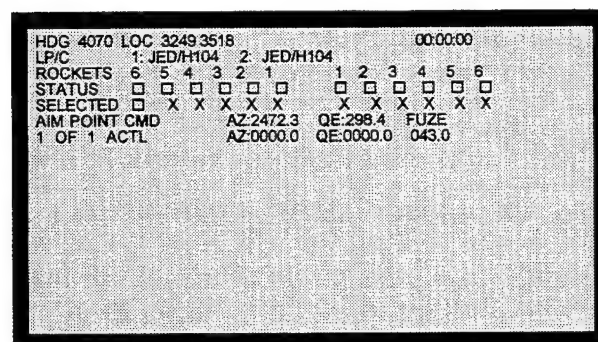 HDG 4070 LOC 3249 3518 00:00:00
LP/C 1: JED/H104 2: JED/H104
ROCKETS 6 5 4 3 2 1 1 2 3 4 5 6
STATUS □ □ □ □ □ □ □ □ □ □ □ □
SELECTED □ X X X X X X X X X X X
AIM POINT CMD AZ:2472.3 QE:298.4 FUZE
1 OF 1 ACTL AZ:0000.0 QE:0000.0 043.0